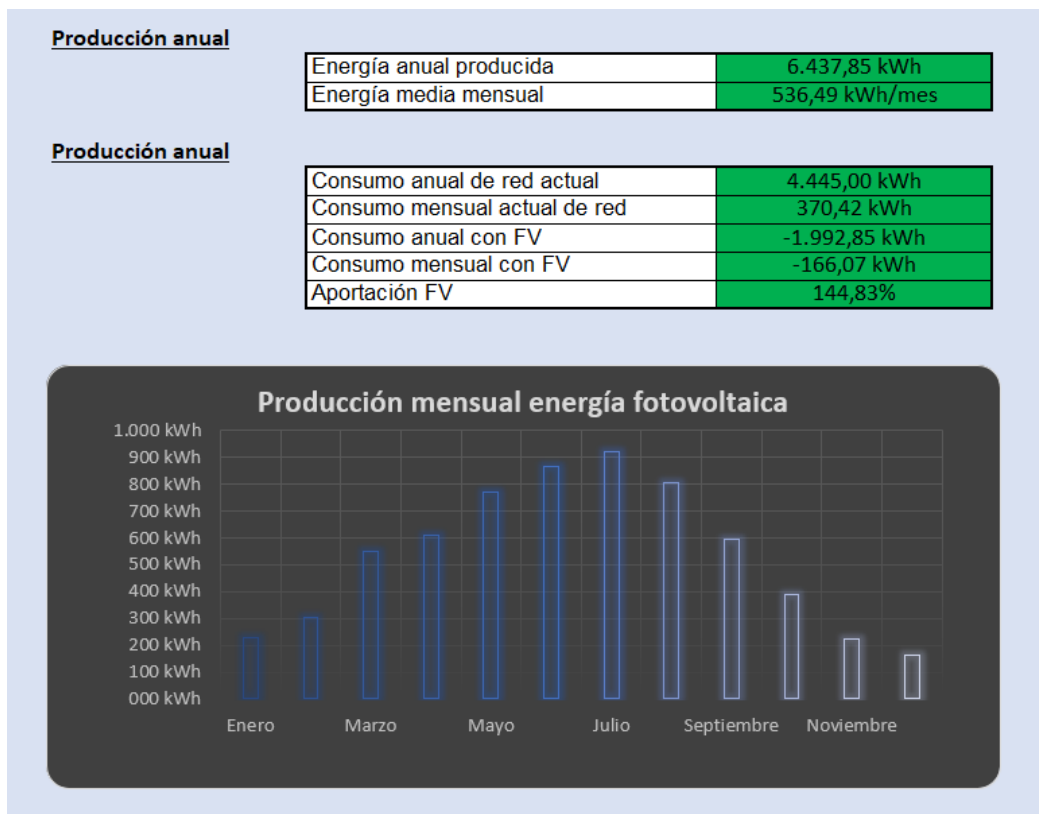 Producción anual
Energía anual producida 6.437,85 kWh
Energía media mensual 536,49 kWh/mes
Producción anual
Consumo anual de red actual 4.445,00 kWh
Consumo mensual actual de red 370,42 kWh
Consumo anual con FV -1.992,85 kWh
Consumo mensual con FV -166,07 kWh
Aportación FV 144,83%
Producción mensual energía fotovoltaica
1.000 kWh
900 kWh
800 kWh
700 kWh
600 kWh
500 kWh
400 kWh
300 kWh
200 kWh
100 kWh
000 kWh
Enero Marzo Mayo Julio Septiembre Noviembre